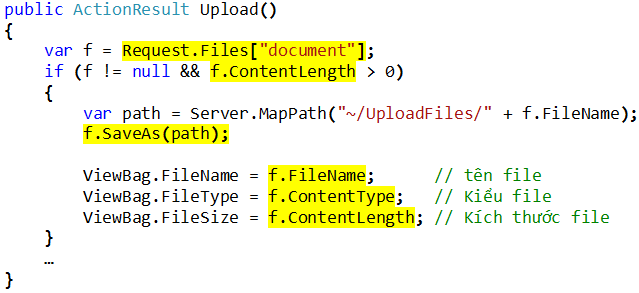 public ActionResult Upload()
{
    var f = Request.Files["document"];
    if (f != null && f.ContentLength > 0)
    {
        var path = Server.MapPath("~/UploadFiles/" + f.FileName);
        f.SaveAs(path);

        ViewBag.FileName = f.FileName;      // tên file
        ViewBag.FileType = f.ContentType;   // Kiểu file
        ViewBag.FileSize = f.ContentLength; // Kích thước file
    }
    …
}